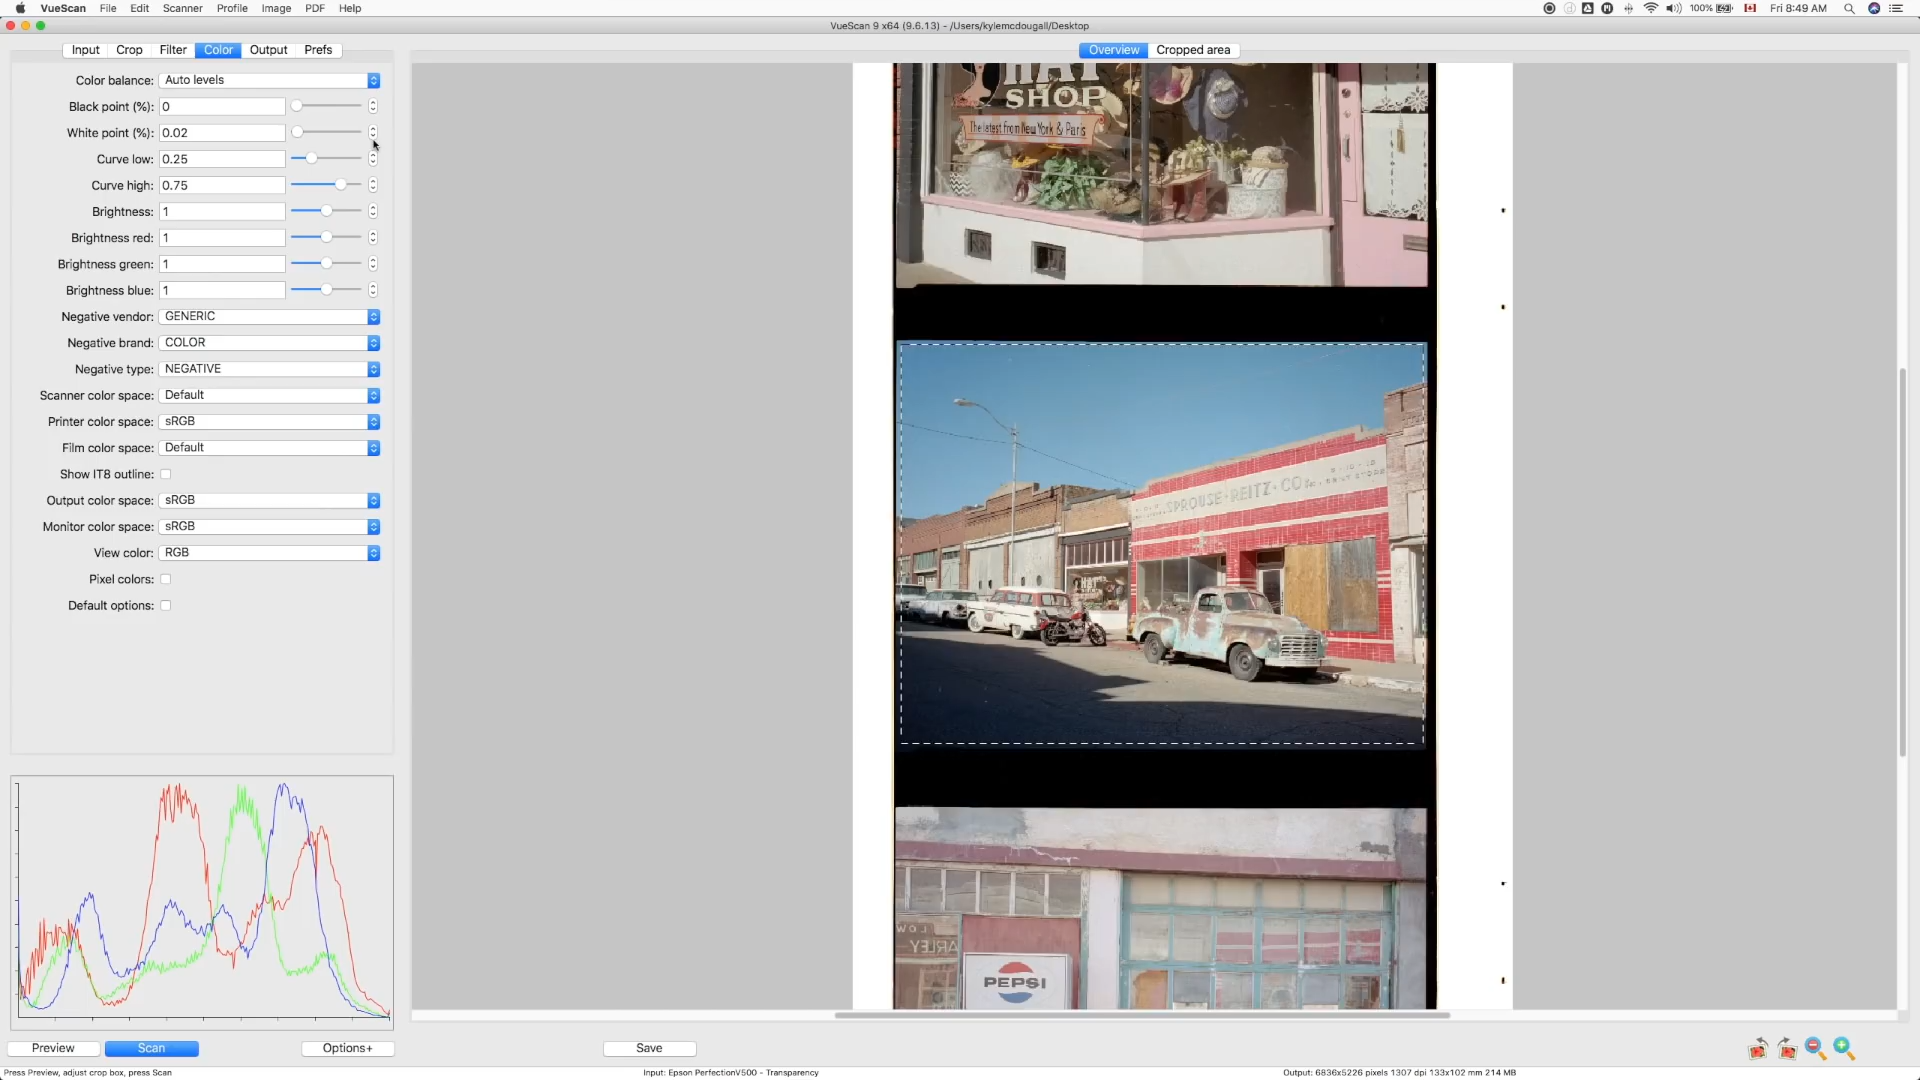 VueScan File Edit Scanner Profile Image PDF Help
100% Fri 8:49 AM
VueScan 9 x64 (9.6.13) - /Users/kylemcdougall/Desktop
Input Crop Filter Color Output Prefs
Overview Cropped area
Color balance: Auto levels
Black point (%): 0
White point (%): 0.02
Curve low: 0.25
Curve high: 0.75
Brightness: 1
Brightness red: 1
Brightness green: 1
Brightness blue: 1
Negative vendor: GENERIC
Negative brand: COLOR
Negative type: NEGATIVE
Scanner color space: Default
Printer color space: sRGB
Film color space: Default
Show IT8 outline:
Output color space: sRGB
Monitor color space: sRGB
View color: RGB
Pixel colors:
Default options:
HAT
SHOP
The latest from New York & Paris
SPROUSE·REITZ·CO
HAT
LOW
ARLEY
PEPSI
Preview Scan Options+ Save
Press Preview, adjust crop box, press Scan
Input: Epson PerfectionV500 - Transparency
Output: 6836x5226 pixels 1307 dpi 133x102 mm 214 MB